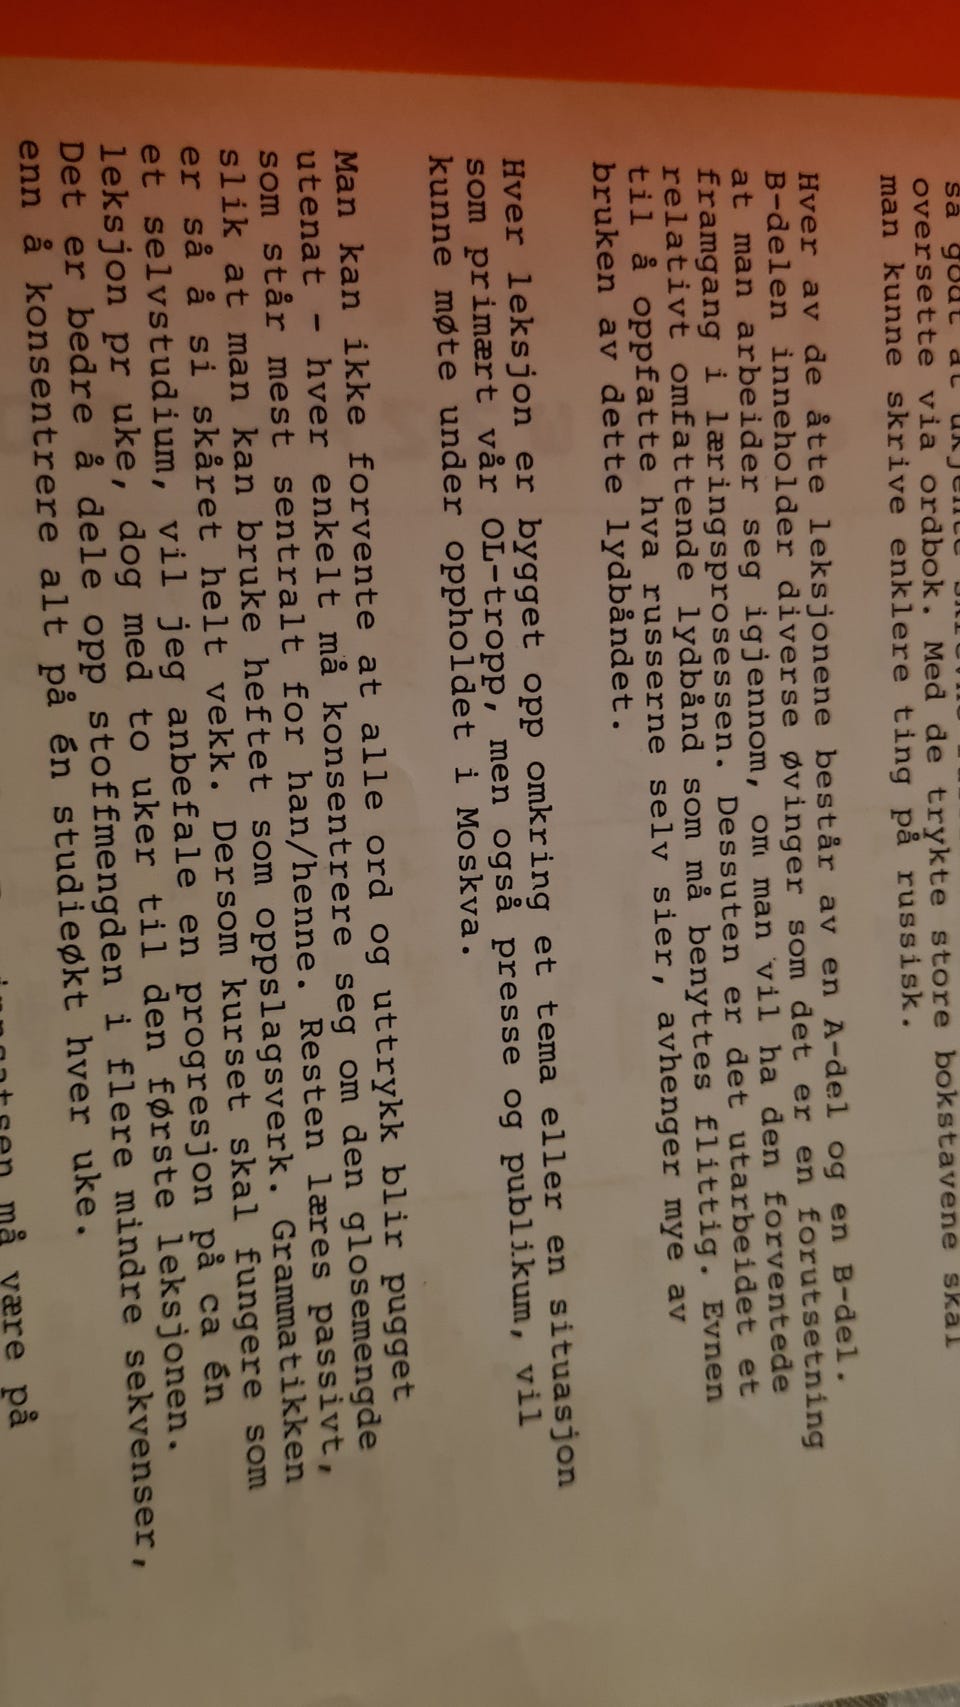 så godt at ukjente
oversette via ordbok. Med de trykte store bokstavene skal
man kunne skrive enklere ting på russisk.
Hver av de åtte leksjonene består av en A-del og en B-del.
B-delen inneholder diverse øvinger som det er en forutsetning
at man arbeider seg igjennom, om man vil ha den forventede
framgang i læringsprosessen. Dessuten er det utarbeidet et
relativt omfattende lydbånd som må benyttes flittig. Evnen
til å oppfatte hva russerne selv sier, avhenger mye av
bruken av dette lydbåndet.
Hver leksjon er bygget opp omkring et tema eller en situasjon
som primært vår OL-tropp, men også presse og publikum, vil
kunne møte under oppholdet i Moskva.
Man kan ikke forvente at alle ord og uttrykk blir pugget
utenat - hver enkelt må konsentrere seg om den glosemengde
som står mest sentralt for han/henne. Resten læres passivt,
slik at man kan bruke heftet som oppslagsverk. Grammatikken
er så å si skåret helt vekk. Dersom kurset skal fungere som
et selvstudium, vil jeg anbefale en progresjon på ca én
leksjon pr uke, dog med to uker til den første leksjonen.
Det er bedre å dele opp stoffmengden i flere mindre sekvenser,
enn å konsentrere alt på én studieøkt hver uke.
må være på